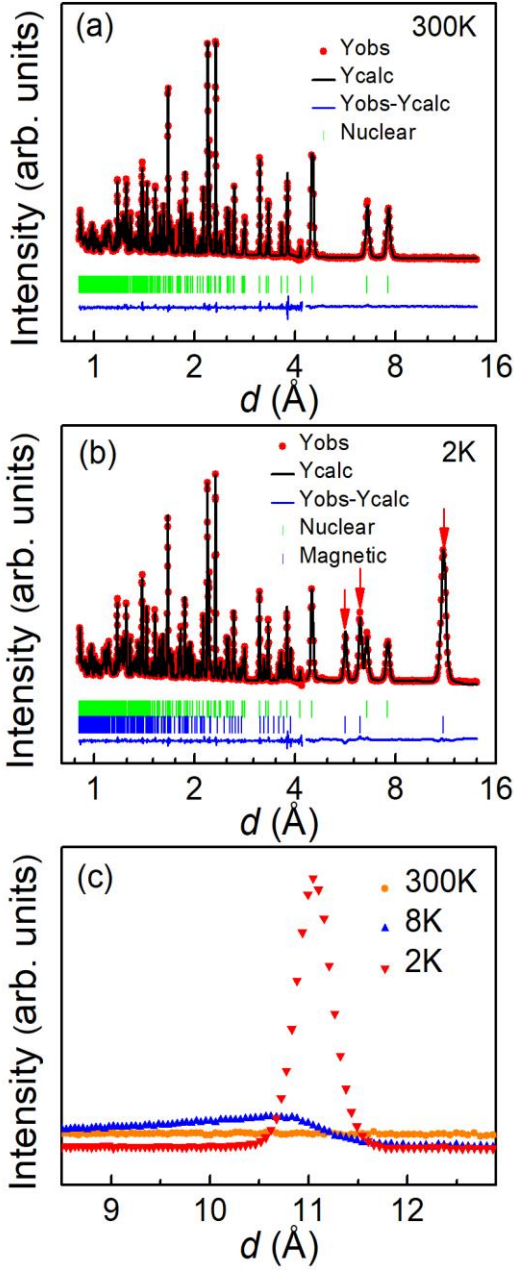 (a)
300K
Yobs
Ycalc
Yobs-Ycalc
Nuclear
Intensity (arb. units)
1 2 4 8 16
d (Å)
(b)
2K
Yobs
Ycalc
Yobs-Ycalc
Nuclear
Magnetic
Intensity (arb. units)
1 2 4 8 16
d (Å)
(c)
300K
8K
2K
Intensity (arb. units)
9 10 11 12
d (Å)